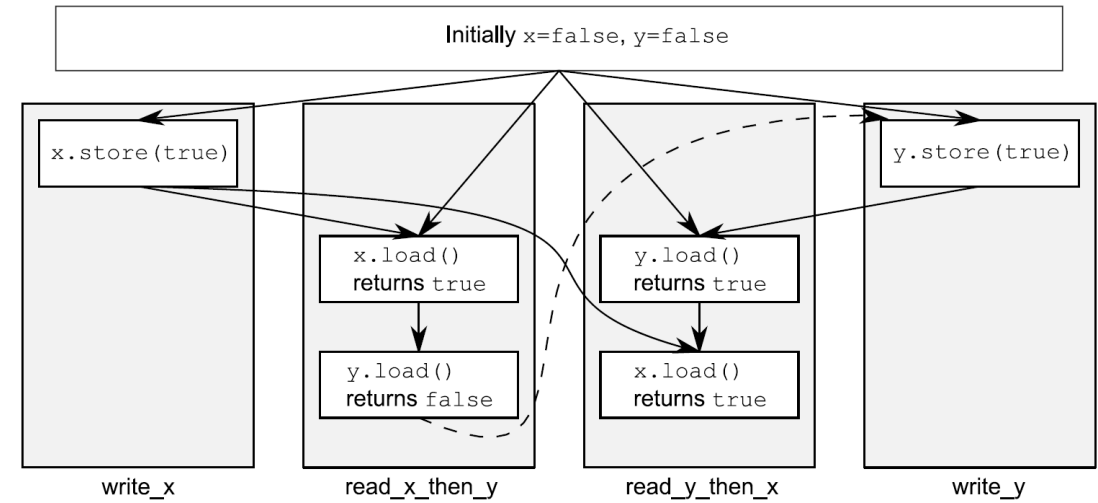 Initially x=false, y=false
x.store(true)
y.store(true)
x.load()
returns true
y.load()
returns true
y.load()
returns false
x.load()
returns true
write_x
read_x_then_y
read_y_then_x
write_y